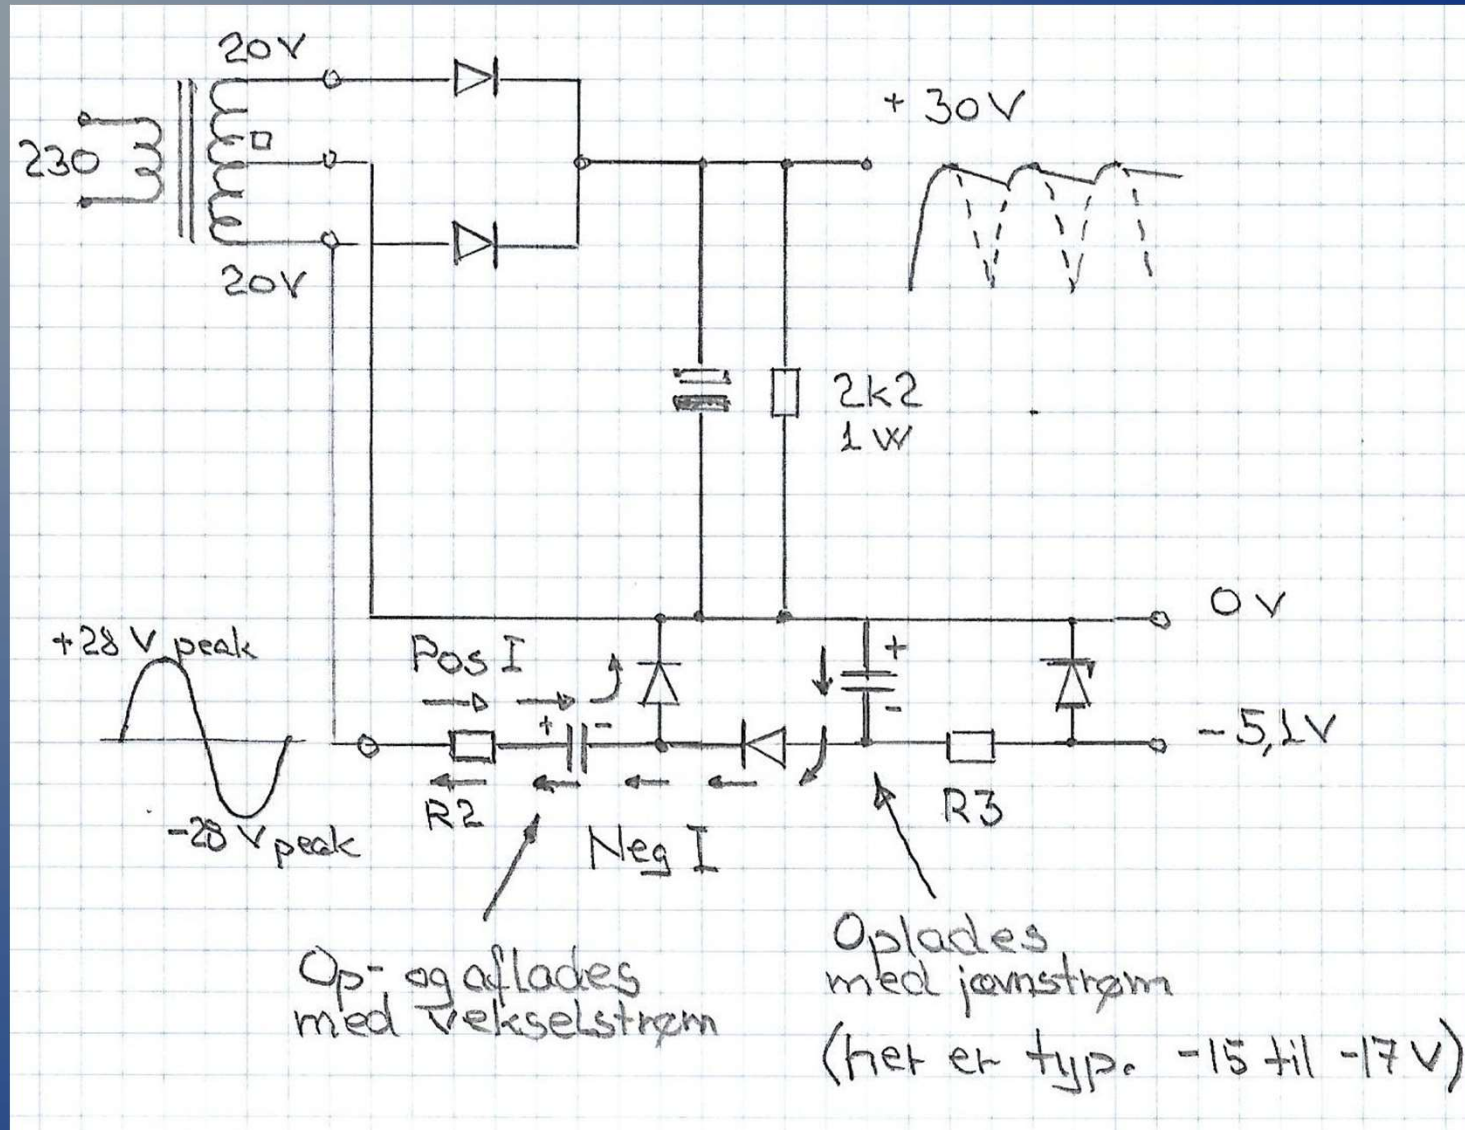 20V
230
20V
+30V
2k2
1W
0V
+28 V peak
Pos I
+
-
+
-
-5,1V
R2
R3
-28 V peak
Neg I
Oplades
med jævnstrøm
Op- og aflades
med vekselstrøm
(her er typ. -15 til -17 V)